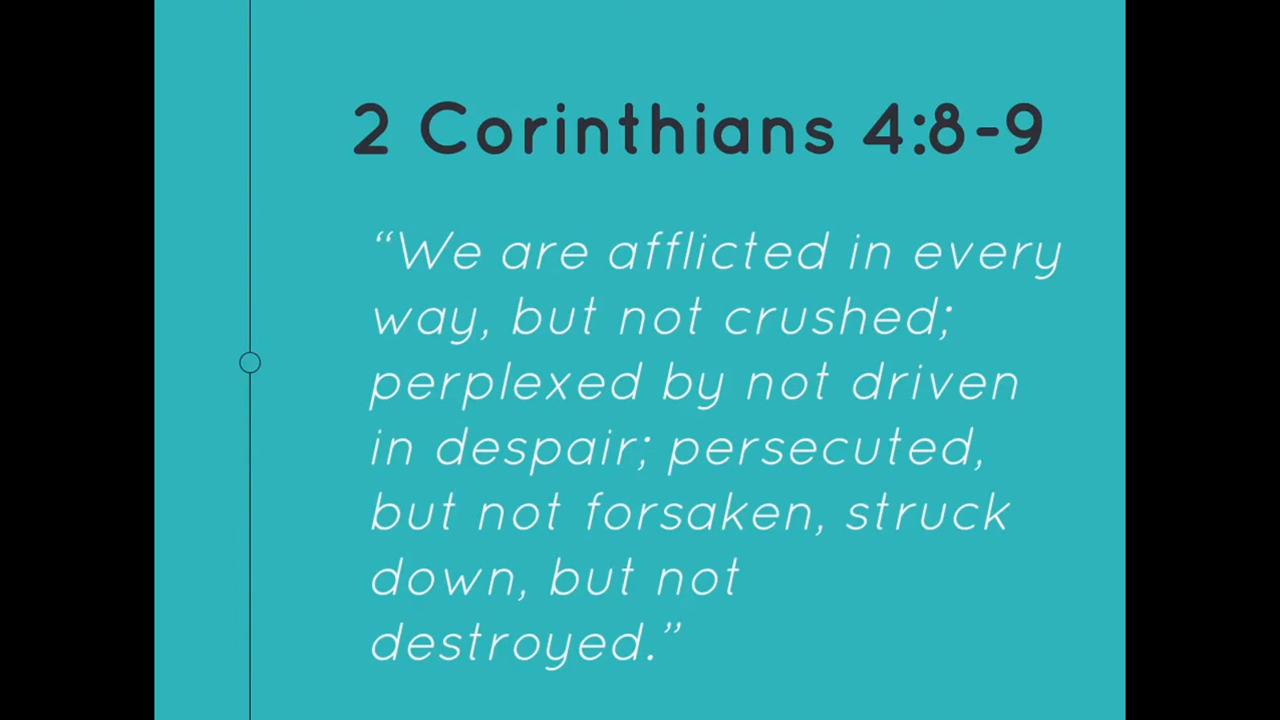 2 Corinthians 4:8-9
“We are afflicted in every
way, but not crushed;
perplexed by not driven
in despair; persecuted,
but not forsaken, struck
down, but not
destroyed.”